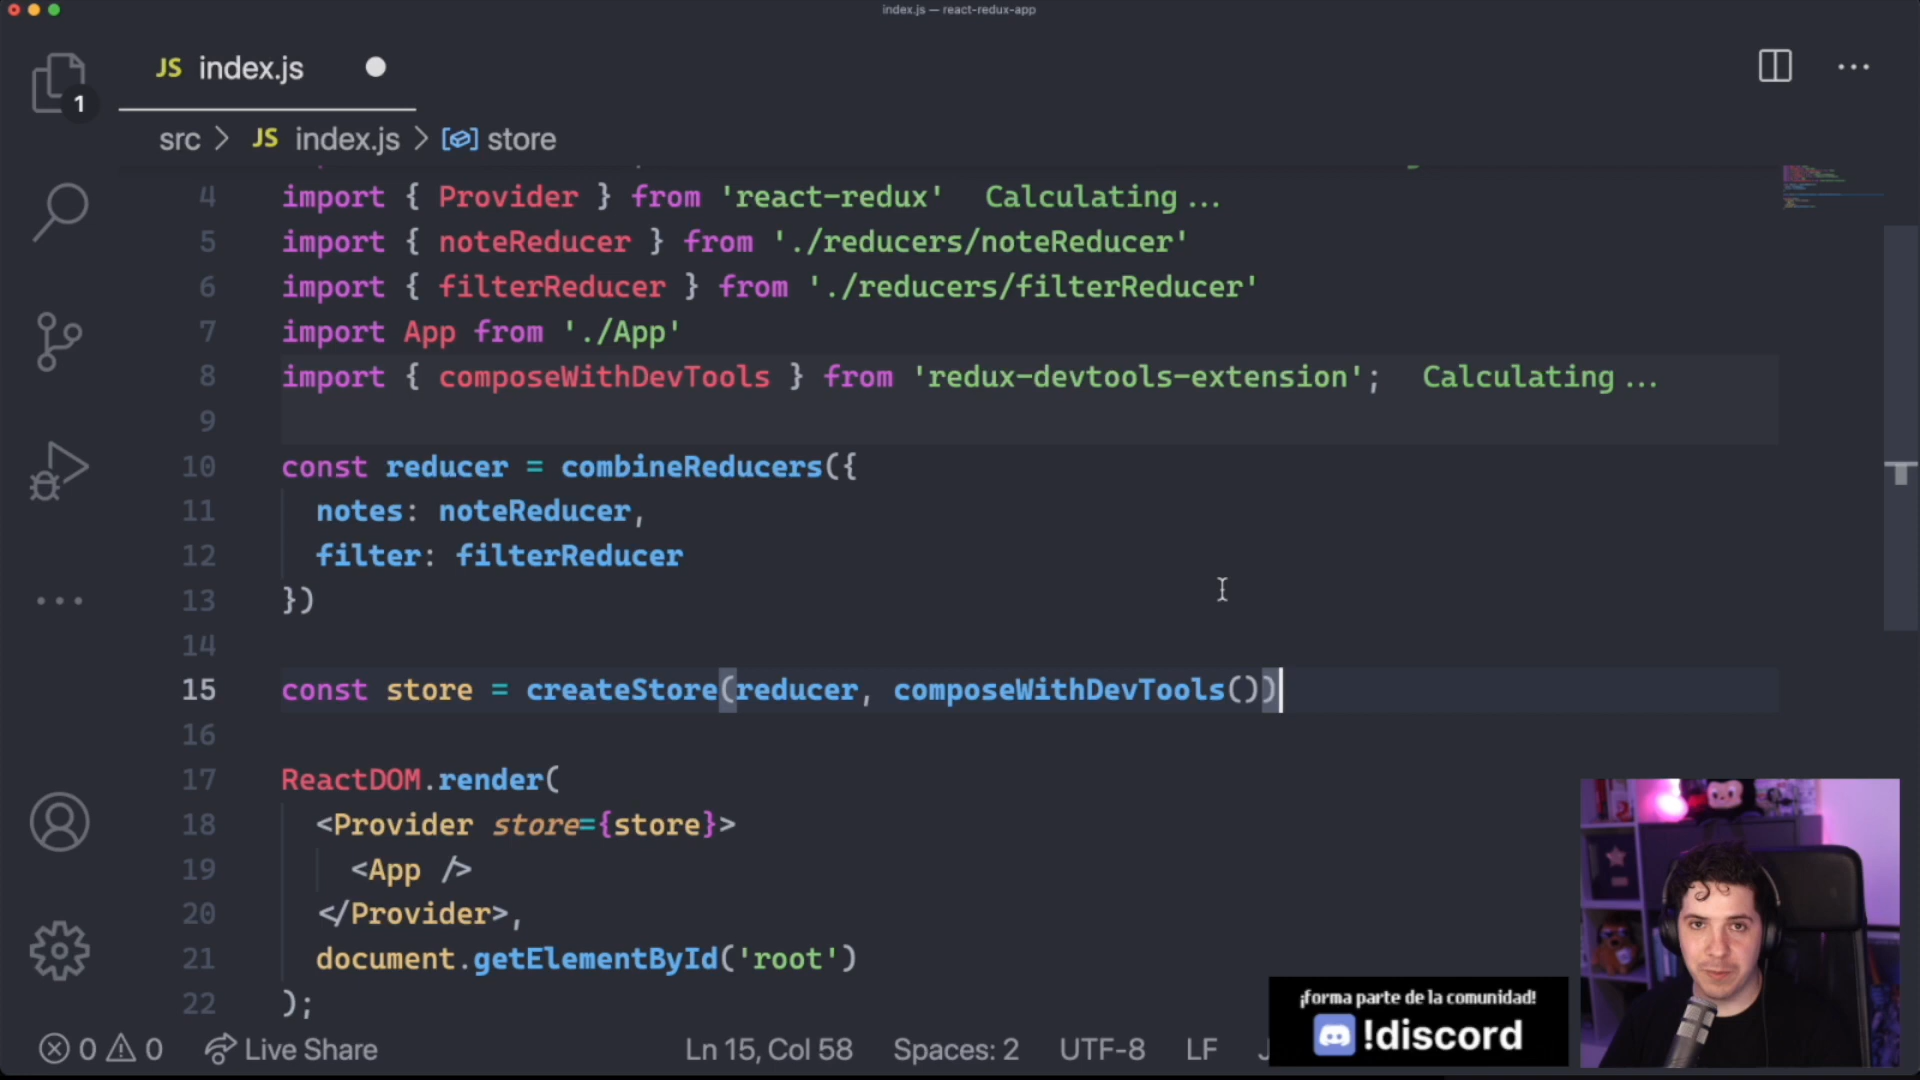 index.js — react-redux-app
JS index.js
1
src > JS index.js > store
4 import { Provider } from 'react-redux' Calculating...
5 import { noteReducer } from './reducers/noteReducer'
6 import { filterReducer } from './reducers/filterReducer'
7 import App from './App'
8 import { composeWithDevTools } from 'redux-devtools-extension'; Calculating...
9
10 const reducer = combineReducers({
11 notes: noteReducer,
12 filter: filterReducer
13 })
14
15 const store = createStore(reducer, composeWithDevTools())
16
17 ReactDOM.render(
18 <Provider store={store}>
19 <App />
20 </Provider>,
21 document.getElementById('root')
22 );
¡forma parte de la comunidad!
!discord
0 0 Live Share Ln 15, Col 58 Spaces: 2 UTF-8 LF